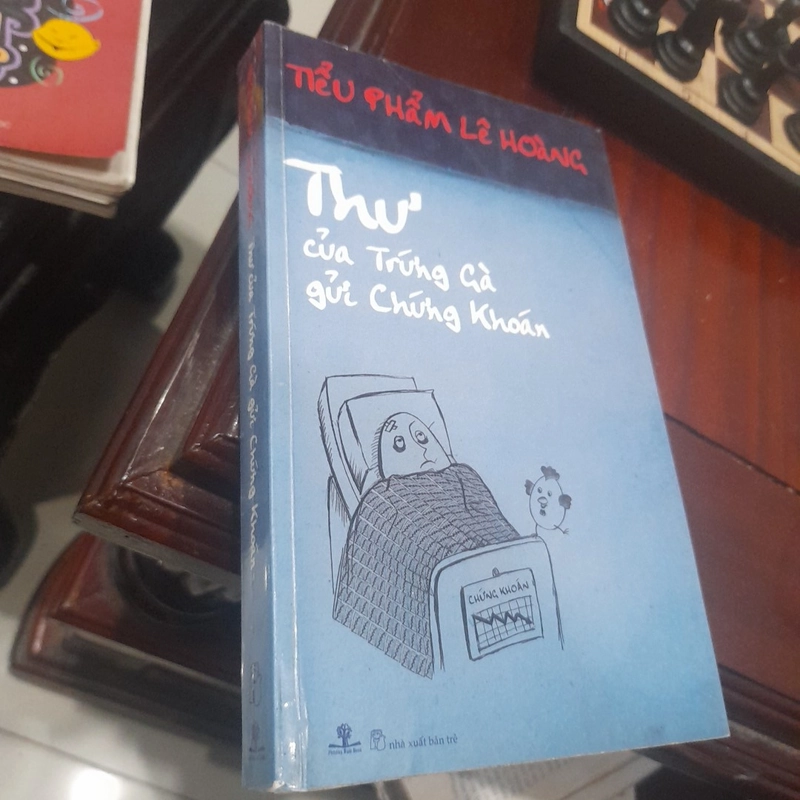 TIỂU PHẨM LÊ HOÀNG
Thư
của Trứng Gà
gửi Chứng Khoán
CHỨNG KHOÁN
nhà xuất bản trẻ
Thư của Trứng Gà gửi Chứng Khoán